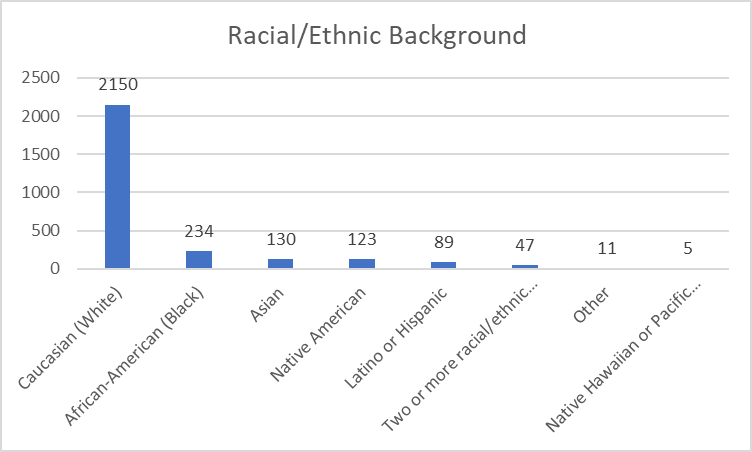 Racial/Ethnic Background
2500
2000
1500
1000
500
0
2150
234
130
123
89
47
11
5
Caucasian (White)
African-American (Black)
Asian
Native American
Latino or Hispanic
Two or more racial/ethnic...
Other
Native Hawaiian or Pacific...